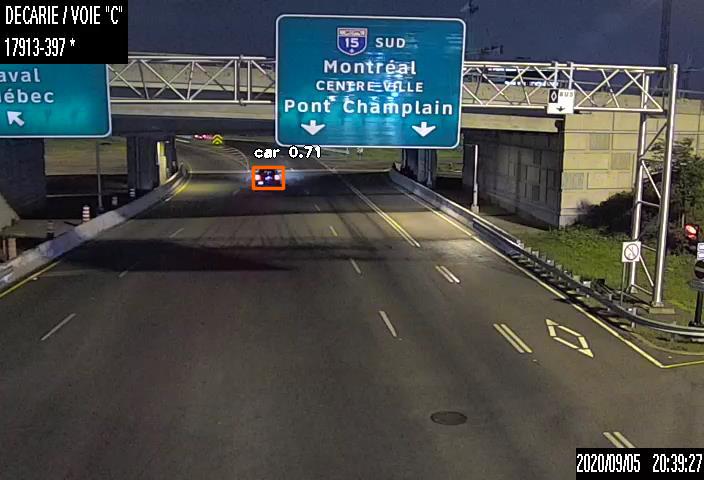 DECARIE / VOIE "C"
17913-397 *
aval
ébec
15 SUD
Montréal
CENTRE-VILLE
Pont Champlain
BUS
car 0.71
2020/09/05 20:39:27